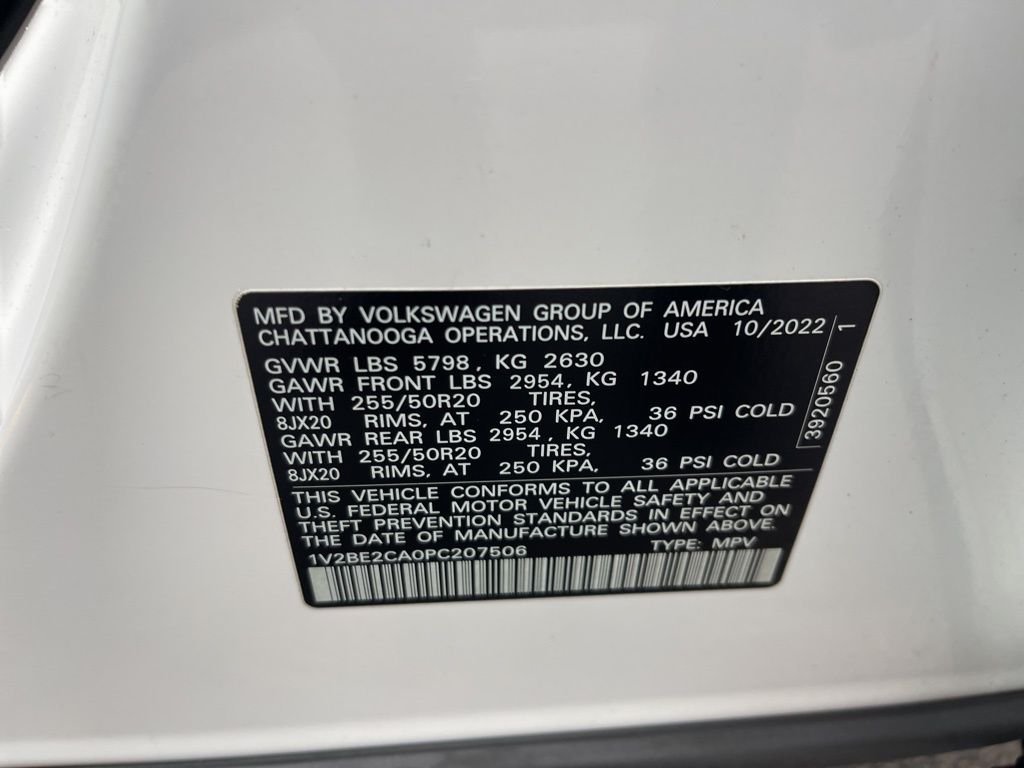 MFD BY VOLKSWAGEN GROUP OF AMERICA
CHATTANOOGA OPERATIONS, LLC. USA 10/2022
GVWR LBS 5798, KG 2630
GAWR FRONT LBS 2954, KG 1340
WITH 255/50R20 TIRES,
8JX20 RIMS, AT 250 KPA, 36 PSI COLD
GAWR REAR LBS 2954, KG 1340
WITH 255/50R20 TIRES,
8JX20 RIMS, AT 250 KPA, 36 PSI COLD
THIS VEHICLE CONFORMS TO ALL APPLICABLE
U.S. FEDERAL MOTOR VEHICLE SAFETY AND
THEFT PREVENTION STANDARDS IN EFFECT ON
THE DATE OF MANUFACTURE SHOWN ABOVE.
1V2BE2CA0PC207506 TYPE: MPV
3920560 1